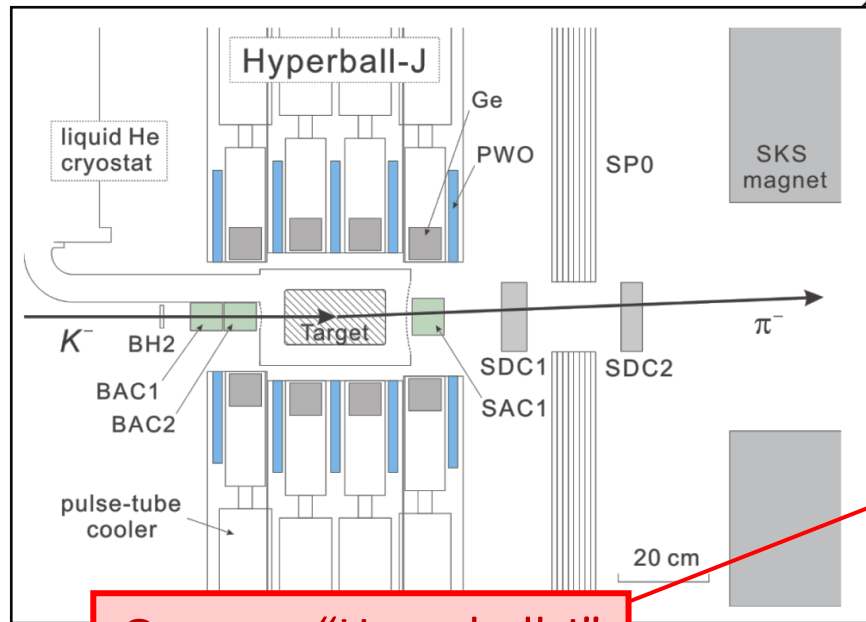 Hyperball-J
Ge
PWO
liquid He
cryostat
SP0
SKS
magnet
K⁻
BH2
Target
π⁻
BAC1
SDC1
SDC2
BAC2
SAC1
pulse-tube
cooler
20 cm